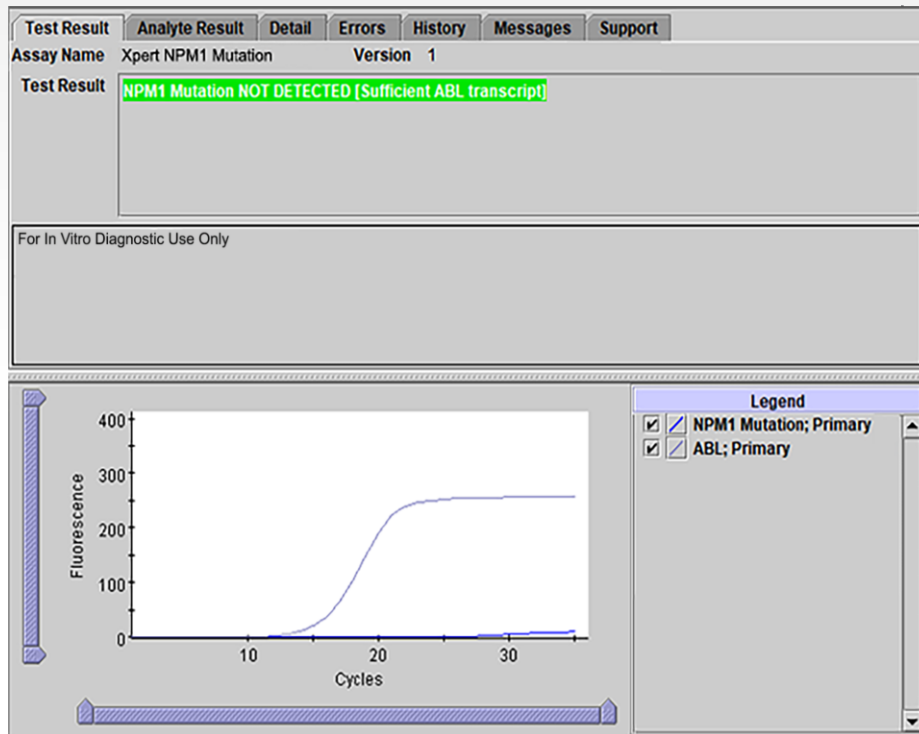 Test Result Analyte Result Detail Errors History Messages Support
Assay Name Xpert NPM1 Mutation Version 1
Test Result NPM1 Mutation NOT DETECTED [Sufficient ABL transcript]
For In Vitro Diagnostic Use Only
400
300
200
100
0
Fluorescence
10 20 30
Cycles
Legend
NPM1 Mutation; Primary
ABL; Primary